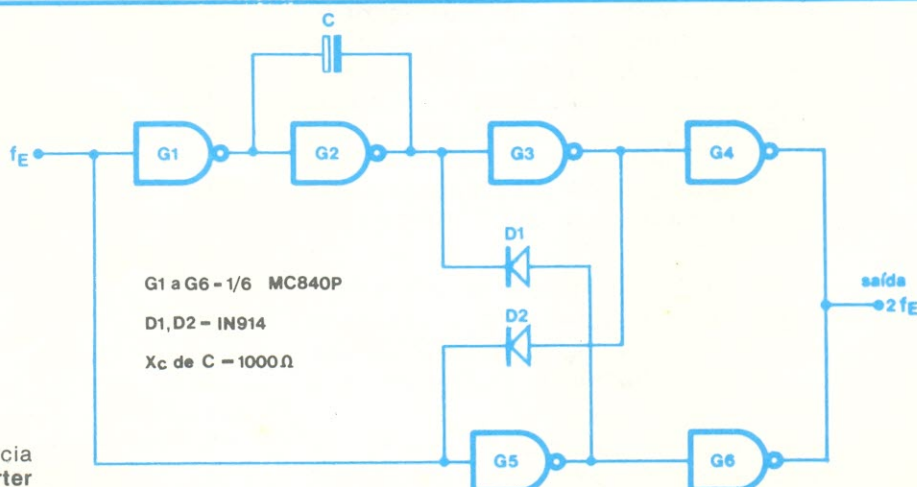 C
fE
G1
G2
G3
G4
D1
G1 a G6 - 1/6 MC840P
saída
2 fE
D1, D2 - IN914
D2
Xc de C - 1000Ω
cia
rter
G5
G6